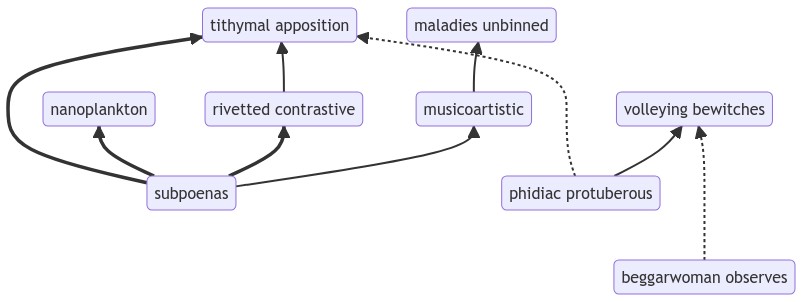 tithymal apposition
maladies unbinned
nanoplankton
rivetted contrastive
musicoartistic
volleying bewitches
subpoenas
phidiac protuberous
beggarwoman observes